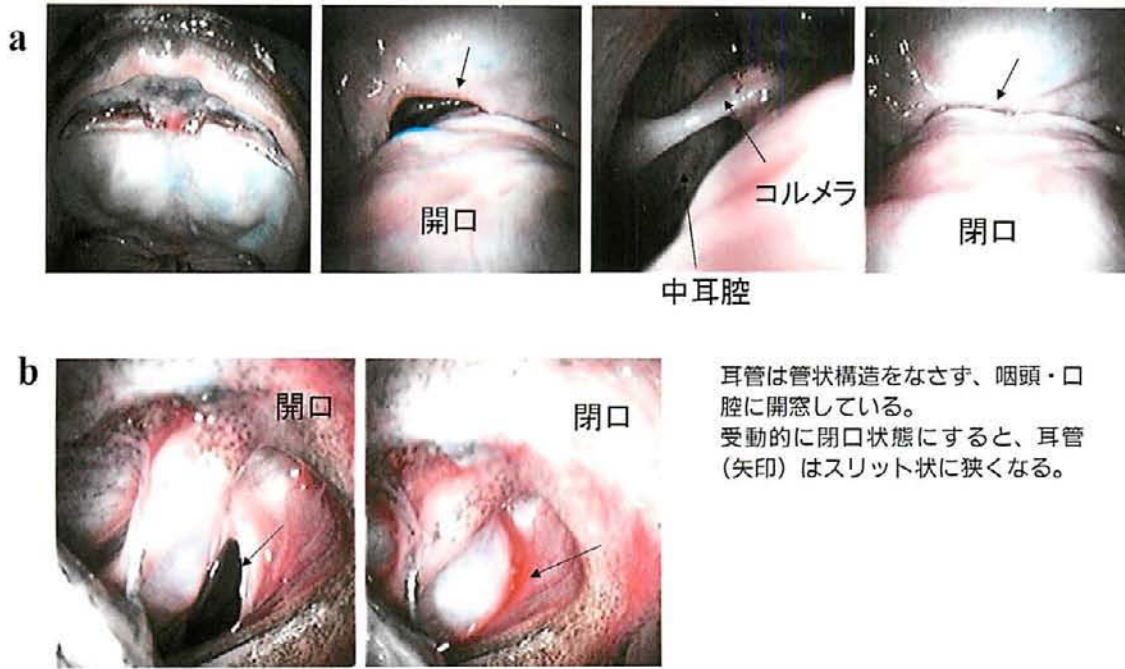 a
開口
コルメラ
中耳腔
閉口
b
開口
閉口
耳管は管状構造をなさず、咽頭・口
腔に開窓している。
受動的に閉口状態にすると、耳管
（矢印）はスリット状に狭くなる。